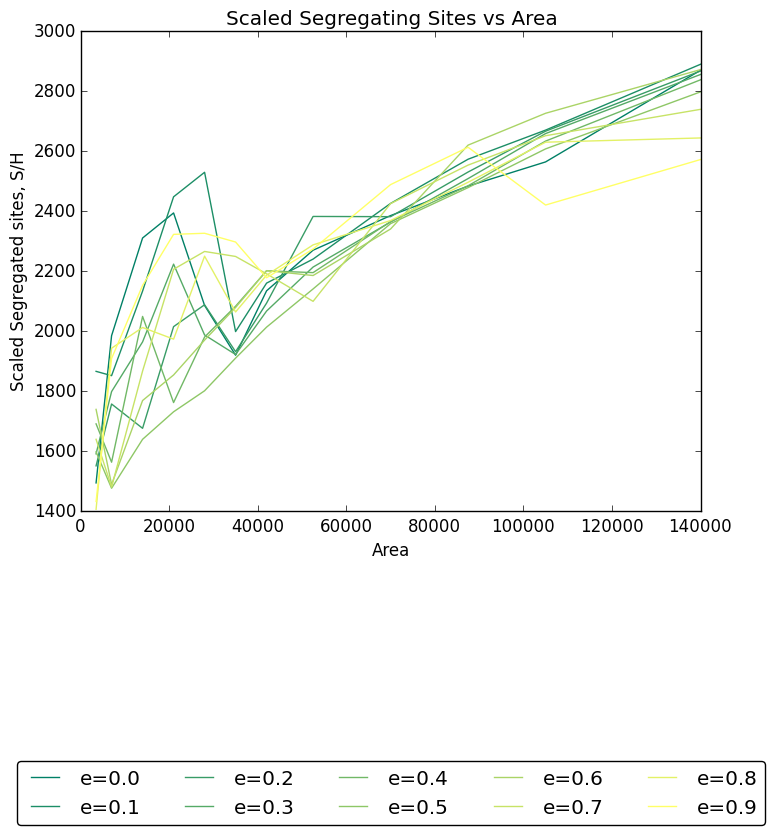 Scaled Segregating Sites vs Area
3000
2800
2600
2400
2200
2000
1800
1600
1400
Scaled Segregated sites, S/H
0 20000 40000 60000 80000 100000 120000 140000
Area
e=0.0 e=0.2 e=0.4 e=0.6 e=0.8
e=0.1 e=0.3 e=0.5 e=0.7 e=0.9